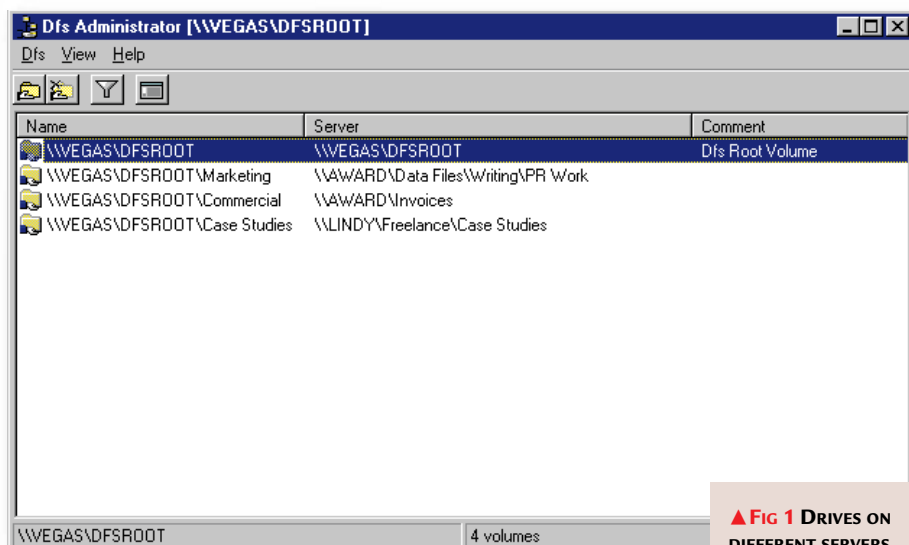 Dfs Administrator [\\VEGAS\DFSROOT]
Dfs View Help
Name Server Comment
\\VEGAS\DFSROOT \\VEGAS\DFSROOT Dfs Root Volume
\\VEGAS\DFSROOT\Marketing \\AWARD\Data Files\Writing\PR Work
\\VEGAS\DFSROOT\Commercial \\AWARD\Invoices
\\VEGAS\DFSROOT\Case Studies \\LINDY\Freelance\Case Studies
\\VEGAS\DFSROOT 4 volumes
▲FIG 1 DRIVES ON
DIFFERENT SERVERS